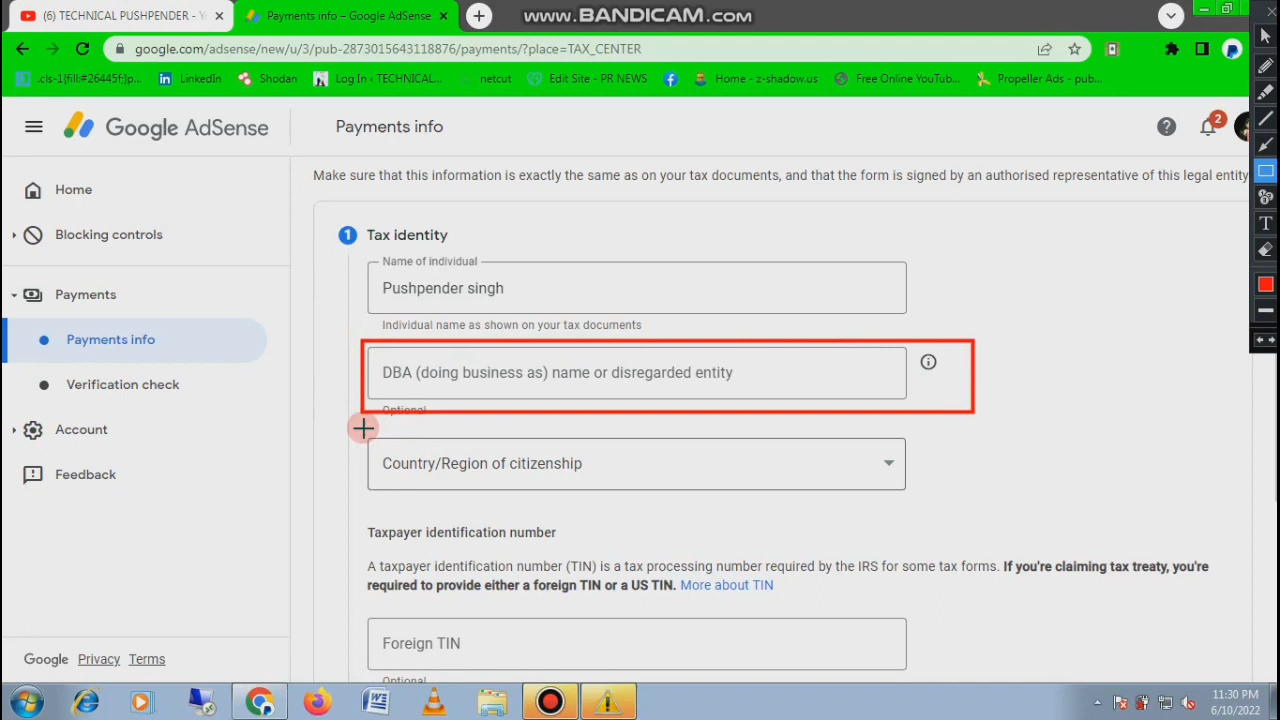 (6) TECHNICAL PUSHPENDER - Y
Payments info – Google AdSense
www.BANDICAM.com
google.com/adsense/new/u/3/pub-2873015643118876/payments/?place=TAX_CENTER
.cls-1{fill:#26445f;}p...
LinkedIn
Shodan
Log In ‹ TECHNICAL...
netcut
Edit Site - PR NEWS
Home - z-shadow.us
Free Online YouTub...
Propeller Ads - pub...
Google AdSense
Payments info
2
Make sure that this information is exactly the same as on your tax documents, and that the form is signed by an authorised representative of this legal entity
Home
Blocking controls
Payments
Payments info
Verification check
Account
Feedback
1 Tax identity
Name of individual
Pushpender singh
Individual name as shown on your tax documents
DBA (doing business as) name or disregarded entity
Optional
Country/Region of citizenship
Taxpayer identification number
A taxpayer identification number (TIN) is a tax processing number required by the IRS for some tax forms. If you're claiming tax treaty, you're
required to provide either a foreign TIN or a US TIN. More about TIN
Foreign TIN
Optional
Google Privacy Terms
11:30 PM
6/10/2022